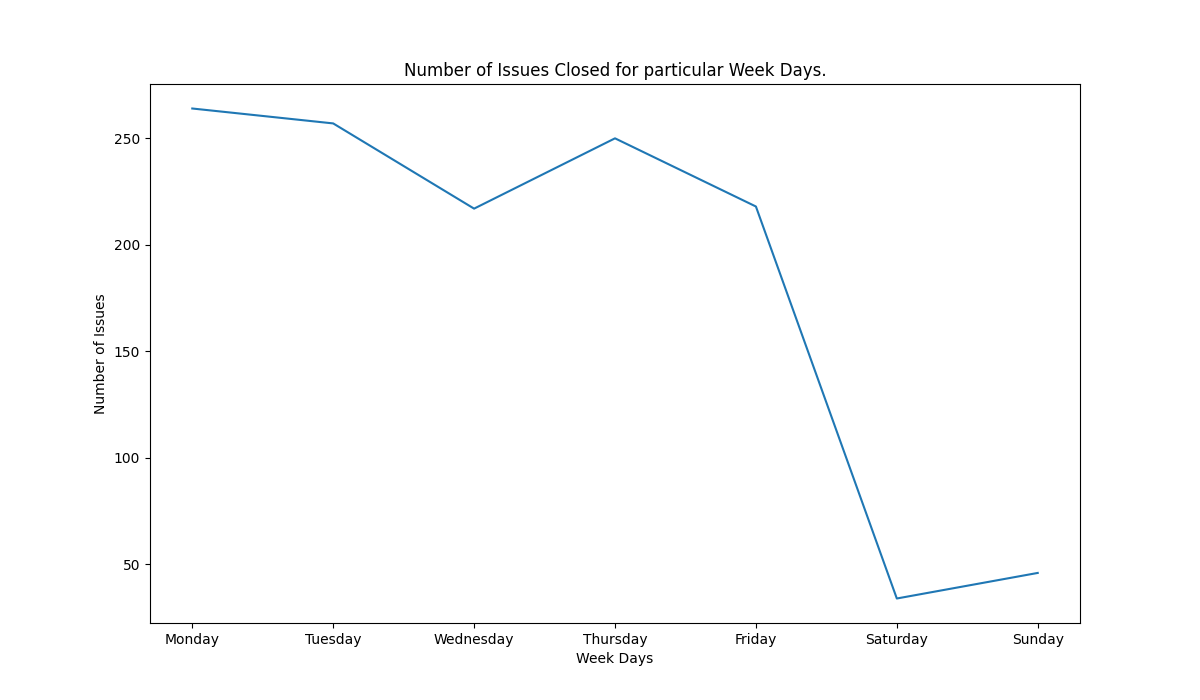 Number of Issues Closed for particular Week Days.
Number of Issues
250
200
150
100
50
Monday Tuesday Wednesday Thursday Friday Saturday Sunday
Week Days